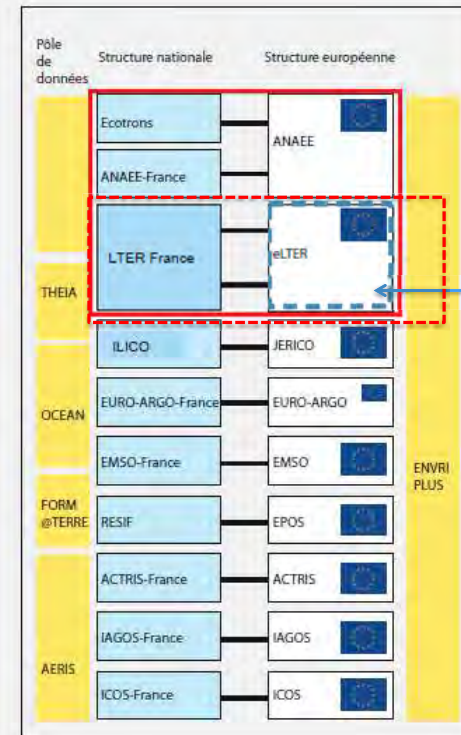 Pôle
de
données
Structure nationale
Structure européenne
Ecotrons
ANAEE
ANAEE-France
LTER France
eLTER
THEIA
ILICO
JERICO
OCEAN
EURO-ARGO-France
EURO-ARGO
EMSO-France
EMSO
ENVRI
PLUS
FORM
@TERRE
RESIF
EPOS
ACTRIS-France
ACTRIS
IAGOS-France
IAGOS
AERIS
ICOS-France
ICOS